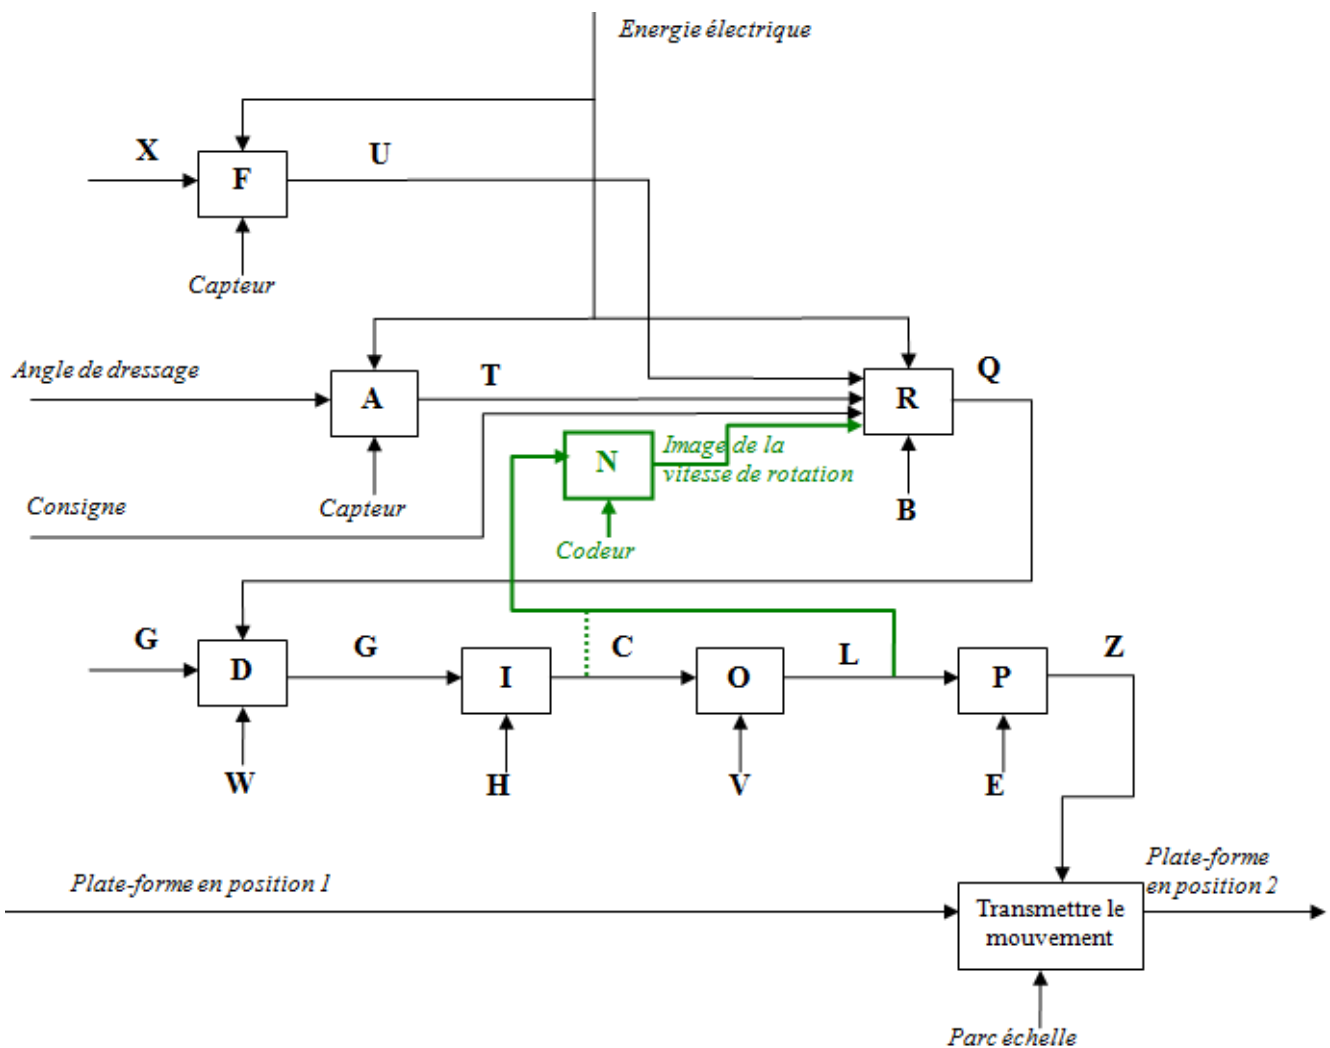 Energie électrique
X
U
F
Capteur
Angle de dressage
T
A
Q
R
Image de la
vitesse de rotation
N
Consigne
Capteur
B
Codeur
G
G
C
L
Z
D
I
O
P
W
H
V
E
Plate-forme en position 1
Plate-forme
en position 2
Transmettre le
mouvement
Parc échelle